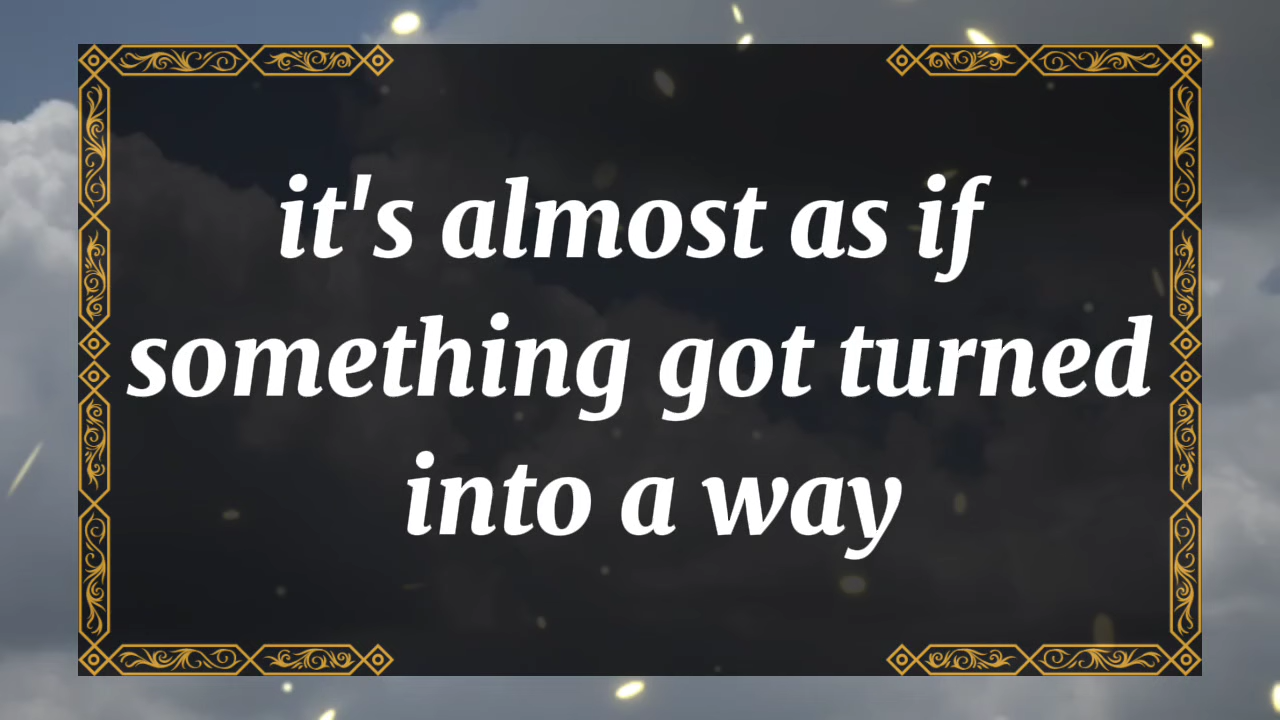 it's almost as if
something got turned
into a way